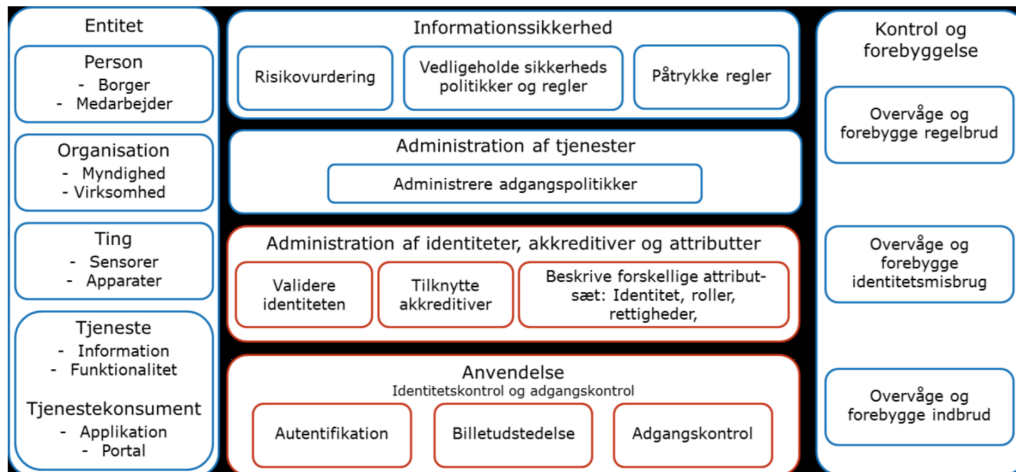 Entitet
Person
- Borger
- Medarbejder
Organisation
- Myndighed
- Virksomhed
Ting
- Sensorer
- Apparater
Tjeneste
- Information
- Funktionalitet
Tjenestekonsument
- Applikation
- Portal
Informationssikkerhed
Risikovurdering
Vedligeholde sikkerheds
politikker og regler
Påtrykke regler
Administration af tjenester
Administrere adgangspolitikker
Administration af identiteter, akkreditiver og attributter
Validere
identiteten
Tilknytte
akkreditiver
Beskrive forskellige attribut-
sæt: Identitet, roller,
rettigheder,
Anvendelse
Identitetskontrol og adgangskontrol
Autentifikation
Billetudstedelse
Adgangskontrol
Kontrol og
forebyggelse
Overvåge og
forebygge regelbrud
Overvåge og
forebygge
identitetsmisbrug
Overvåge og
forebygge indbrud